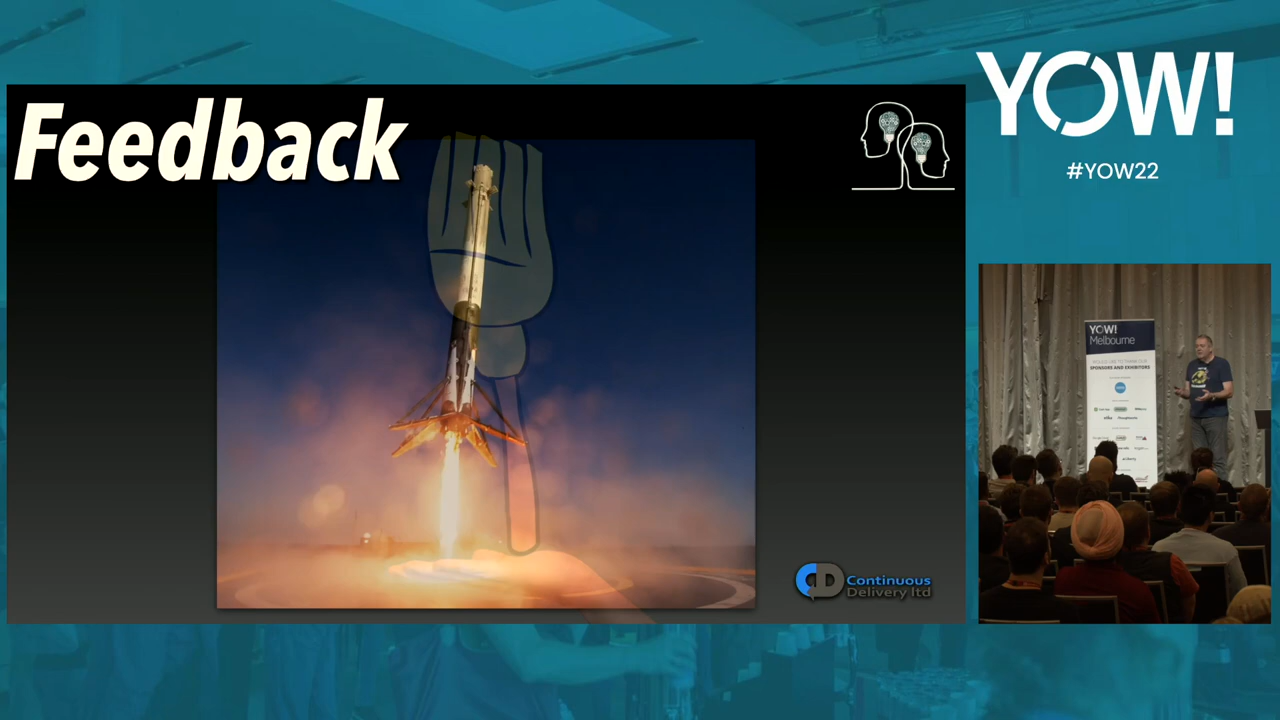 Feedback
Continuous
Delivery ltd
YOW!
#YOW22
YOW!
Melbourne
SPONSORS AND EXHIBITORS